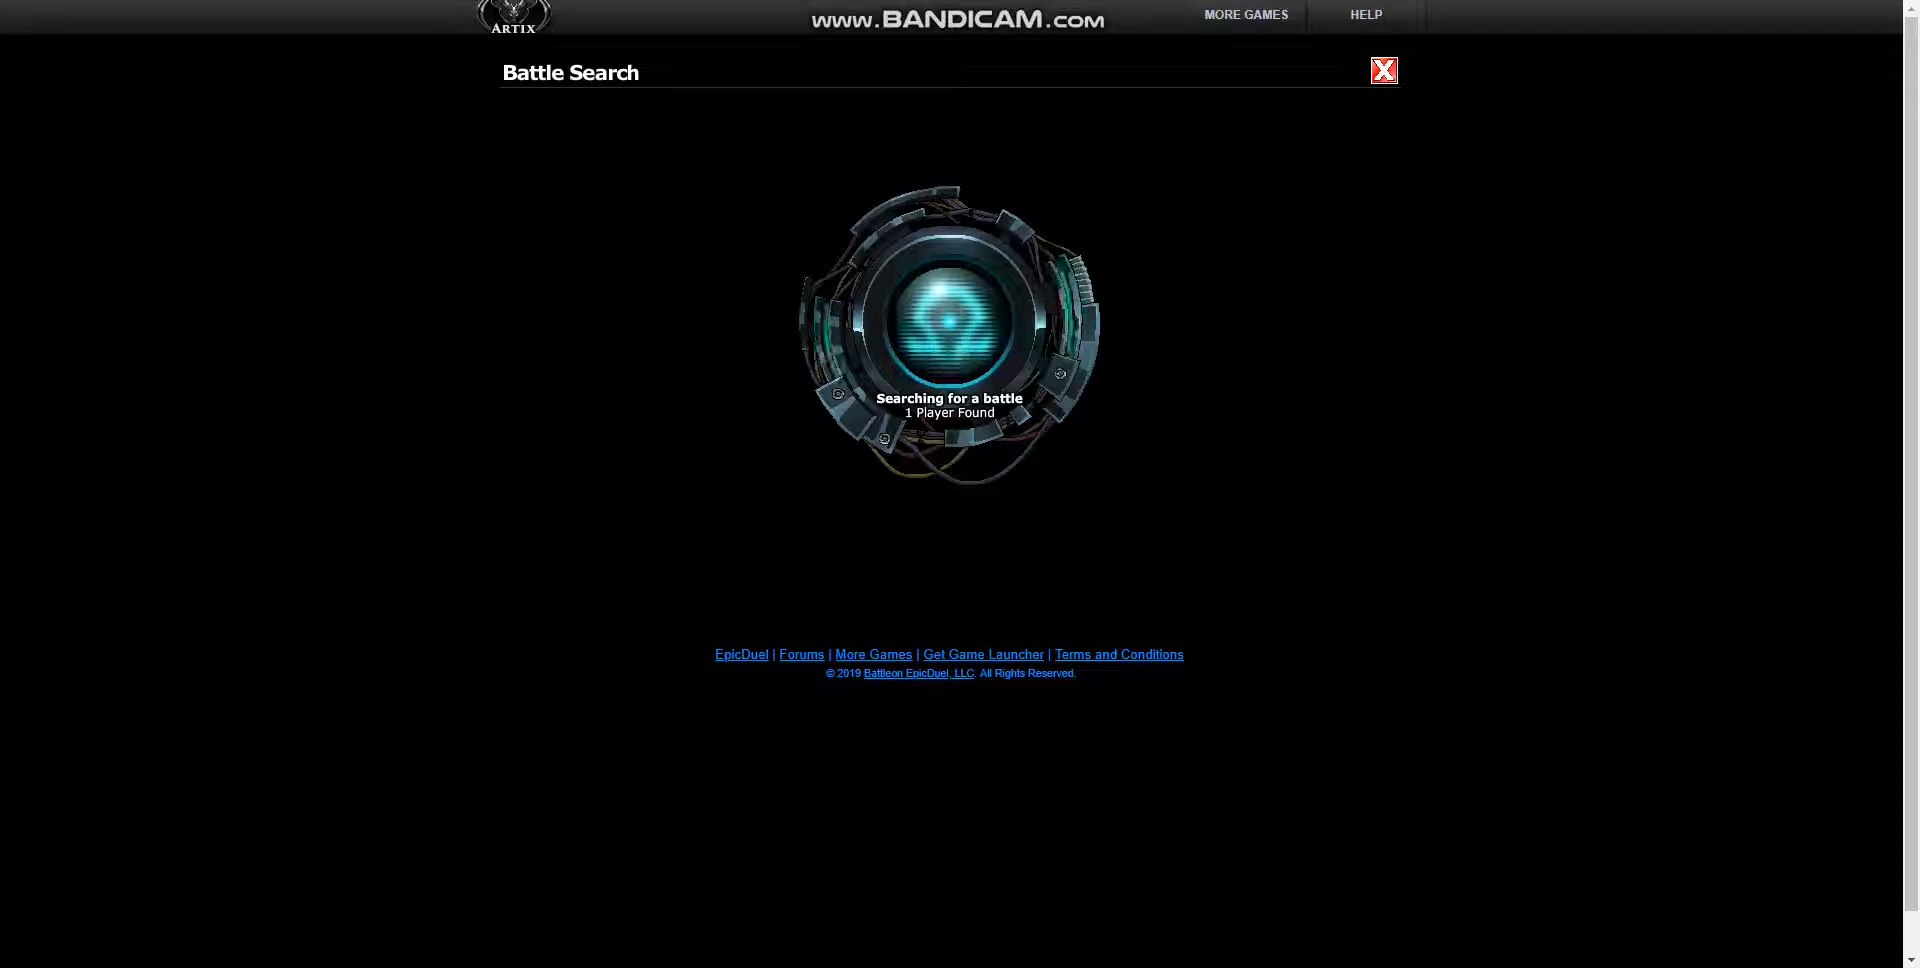 ARTIX
www.BANDICAM.com
MORE GAMES
HELP
Battle Search
X
Searching for a battle
1 Player Found
EpicDuel | Forums | More Games | Get Game Launcher | Terms and Conditions
© 2019 Battleon EpicDuel, LLC. All Rights Reserved.